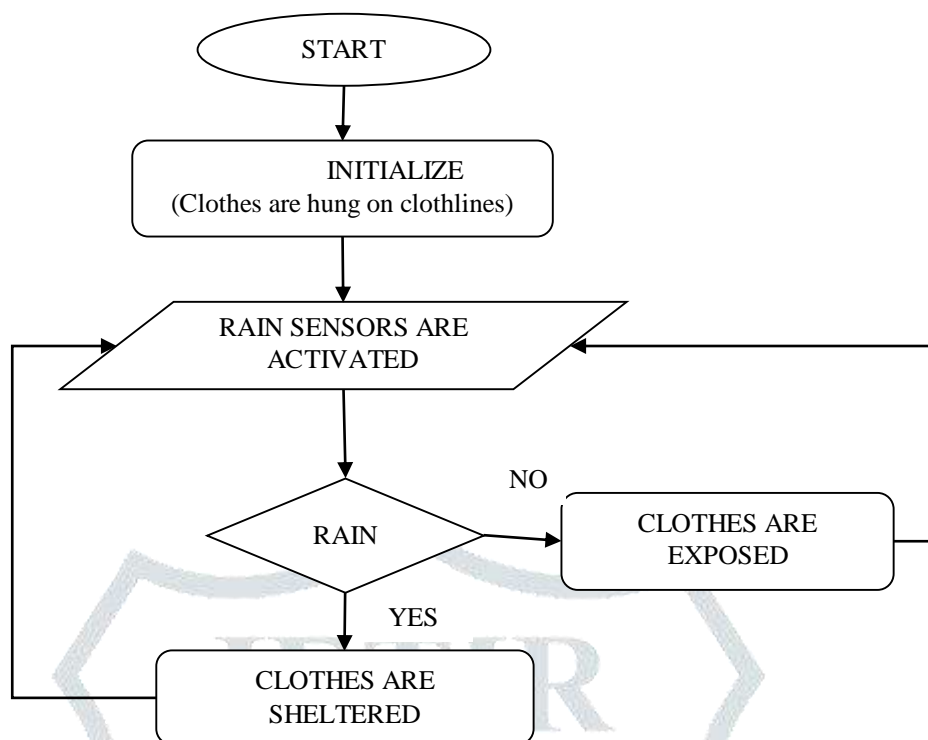 START
INITIALIZE
(Clothes are hung on clothlines)
RAIN SENSORS ARE
ACTIVATED
NO
RAIN
CLOTHES ARE
EXPOSED
YES
CLOTHES ARE
SHELTERED